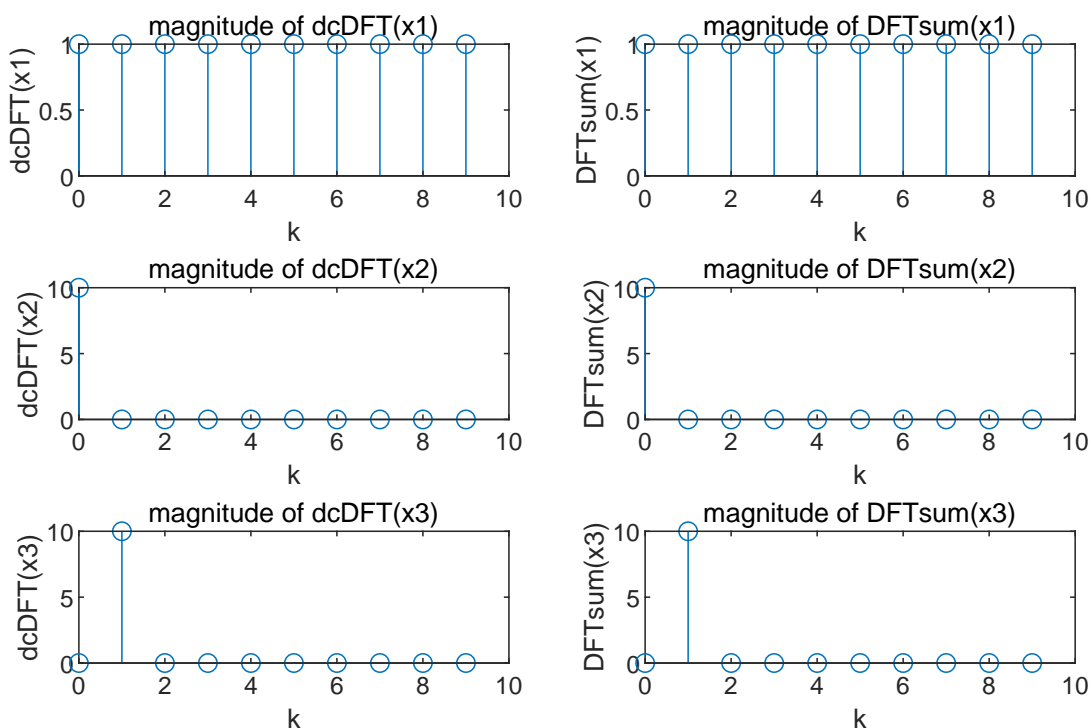 magnitude of dcDFT(x1)
dcDFT(x1)
1
0.5
0
0 2 4 6 8 10
k
magnitude of DFTsum(x1)
DFTsum(x1)
1
0.5
0
0 2 4 6 8 10
k
magnitude of dcDFT(x2)
dcDFT(x2)
10
5
0
0 2 4 6 8 10
k
magnitude of DFTsum(x2)
DFTsum(x2)
10
5
0
0 2 4 6 8 10
k
magnitude of dcDFT(x3)
dcDFT(x3)
10
5
0
0 2 4 6 8 10
k
magnitude of DFTsum(x3)
DFTsum(x3)
10
5
0
0 2 4 6 8 10
k